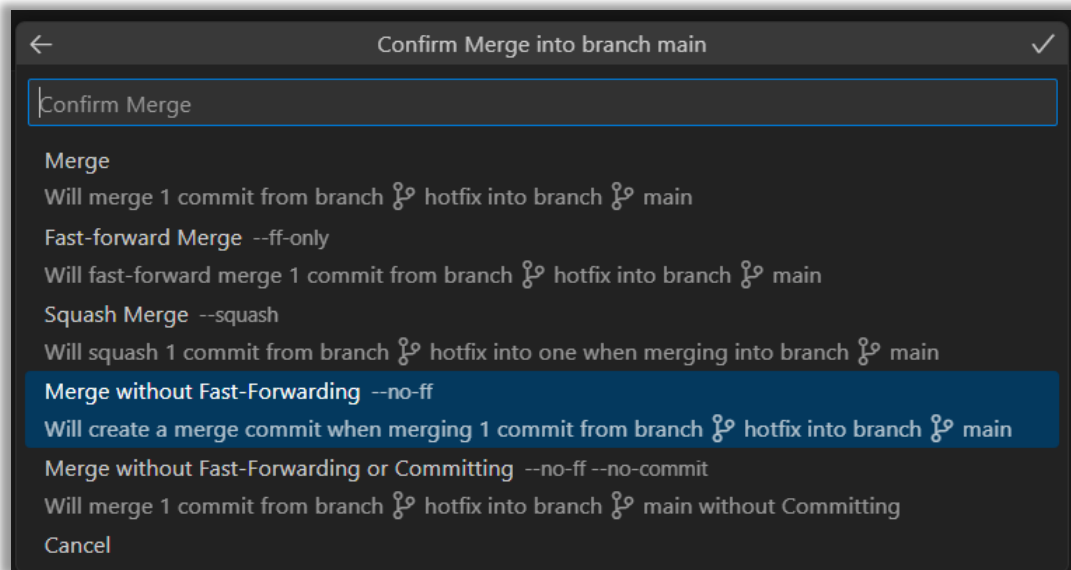 Confirm Merge into branch main
Confirm Merge
Merge
Will merge 1 commit from branch hotfix into branch main
Fast-forward Merge --ff-only
Will fast-forward merge 1 commit from branch hotfix into branch main
Squash Merge --squash
Will squash 1 commit from branch hotfix into one when merging into branch main
Merge without Fast-Forwarding --no-ff
Will create a merge commit when merging 1 commit from branch hotfix into branch main
Merge without Fast-Forwarding or Committing --no-ff --no-commit
Will merge 1 commit from branch hotfix into branch main without Committing
Cancel